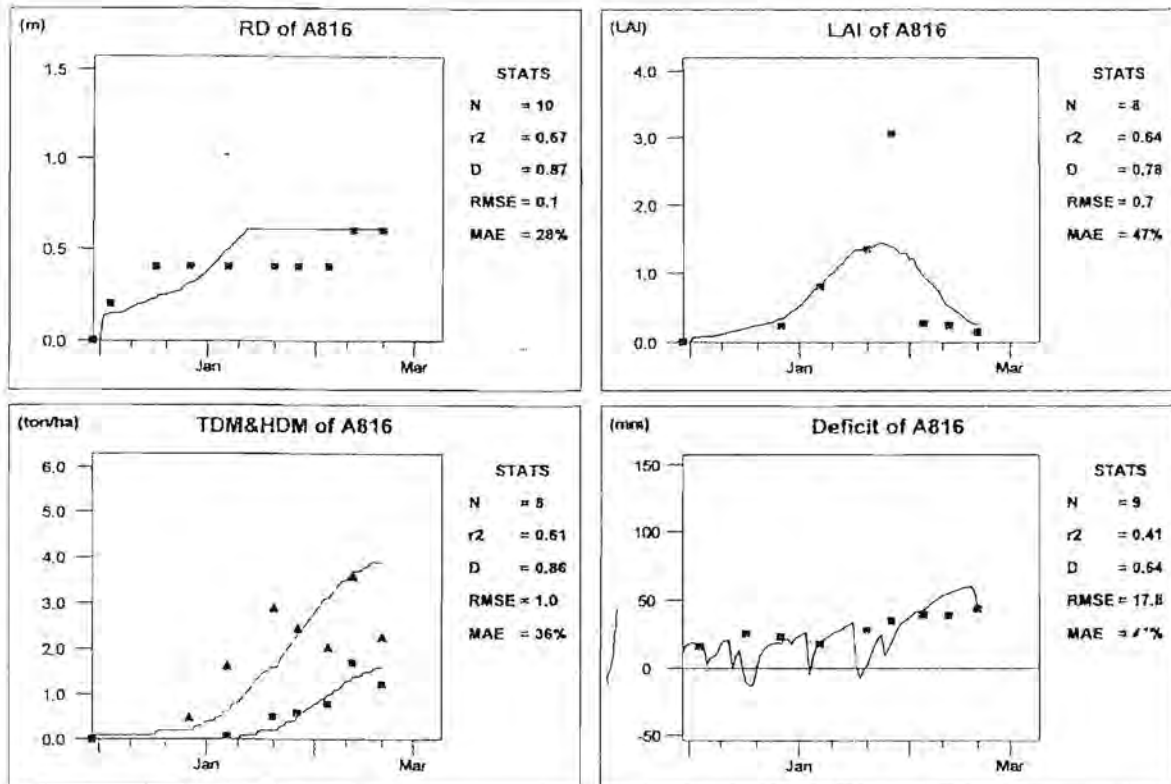 (m) RD of A816
1.5
1.0
0.5
0.0
Jan Mar
STATS
N = 10
r2 = 0.67
D = 0.87
RMSE = 0.1
MAE = 28%
(LAI) LAI of A816
4.0
3.0
2.0
1.0
0.0
Jan Mar
STATS
N = 8
r2 = 0.64
D = 0.78
RMSE = 0.7
MAE = 47%
(ton/ha) TDM&HDM of A816
6.0
5.0
4.0
3.0
2.0
1.0
0.0
Jan Mar
STATS
N = 8
r2 = 0.61
D = 0.86
RMSE = 1.0
MAE = 36%
(mm) Deficit of A816
150
100
50
0
-50
Jan Mar
STATS
N = 9
r2 = 0.41
D = 0.64
RMSE = 17.8
MAE =